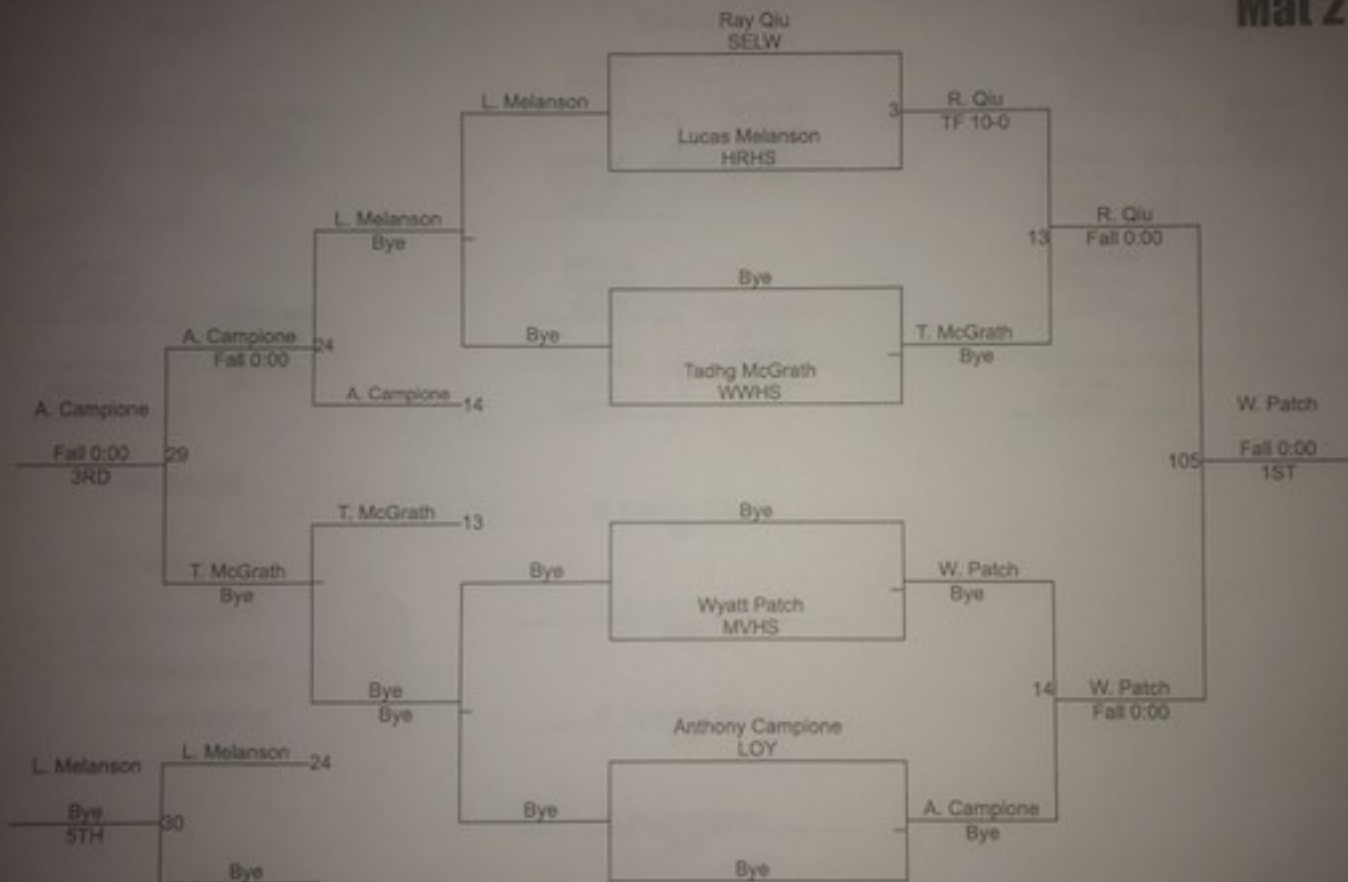 Mat 2
Ray Qiu
SELW
L. Melanson
3
R. Qiu
TF 10-0
Lucas Melanson
HRHS
L. Melanson
Bye
R. Qiu
13
Fall 0:00
Bye
A. Campione
24
Fall 0:00
Bye
T. McGrath
Bye
Tadhg McGrath
WWHS
A. Campione
14
A. Campione
W. Patch
Fall 0:00
29
3RD
105
Fall 0:00
1ST
T. McGrath
13
Bye
T. McGrath
Bye
Bye
W. Patch
Bye
Wyatt Patch
MVHS
Bye
Bye
14
W. Patch
Fall 0:00
Anthony Campione
LOY
L. Melanson
L. Melanson
24
Bye
30
5TH
Bye
A. Campione
Bye
Bye
Bye